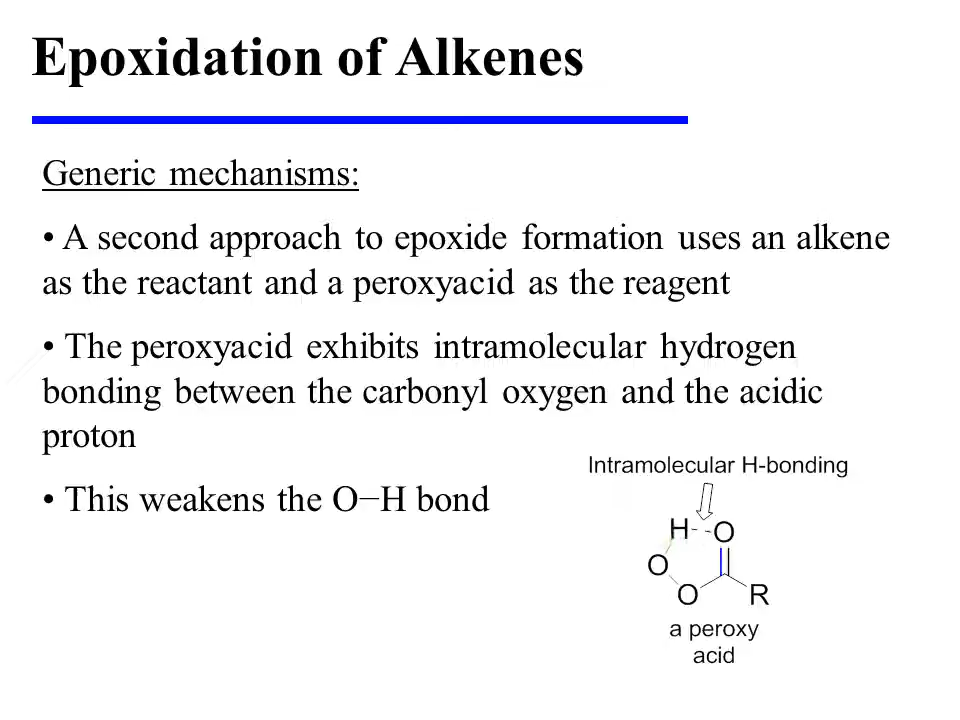 Epoxidation of Alkenes
Generic mechanisms:
• A second approach to epoxide formation uses an alkene
as the reactant and a peroxyacid as the reagent
• The peroxyacid exhibits intramolecular hydrogen
bonding between the carbonyl oxygen and the acidic
proton
• This weakens the O−H bond
Intramolecular H-bonding
H O
O
O R
a peroxy
acid